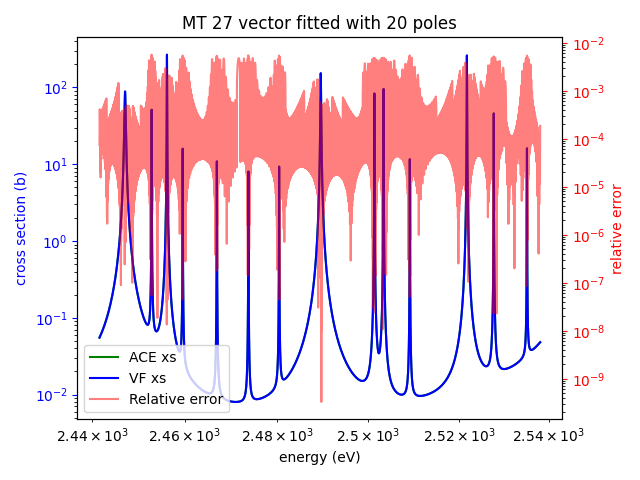 MT 27 vector fitted with 20 poles
10²
10¹
10⁰
10⁻¹
10⁻²
cross section (b)
10⁻²
10⁻³
10⁻⁴
10⁻⁵
10⁻⁶
10⁻⁷
10⁻⁸
10⁻⁹
relative error
ACE xs
VF xs
Relative error
2.44 × 10³ 2.46 × 10³ 2.48 × 10³ 2.5 × 10³ 2.52 × 10³ 2.54 × 10³
energy (eV)